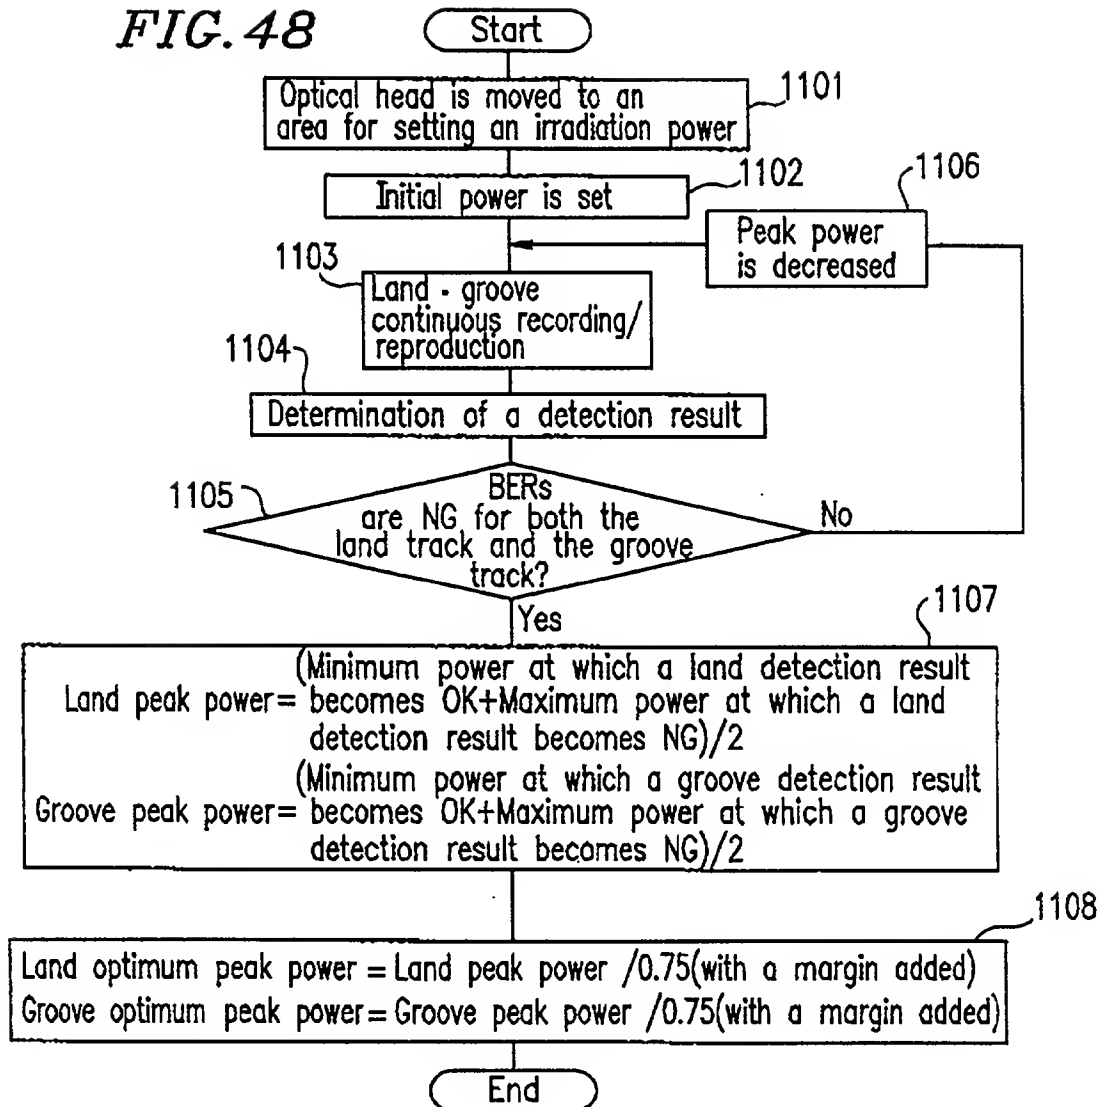 FIG. 48
Start
1101
Optical head is moved to an
area for setting an irradiation power
1102
Initial power is set
1106
Peak power
is decreased
1103
Land - groove
continuous recording/
reproduction
1104
Determination of a detection result
1105
BERs
are NG for both the
land track and the groove
track?
No
Yes
1107
(Minimum power at which a land detection result
Land peak power= becomes OK+Maximum power at which a land
detection result becomes NG)/2
(Minimum power at which a groove detection result
Groove peak power= becomes OK+Maximum power at which a groove
detection result becomes NG)/2
1108
Land optimum peak power = Land peak power /0.75(with a margin added)
Groove optimum peak power= Groove peak power /0.75(with a margin added)
End